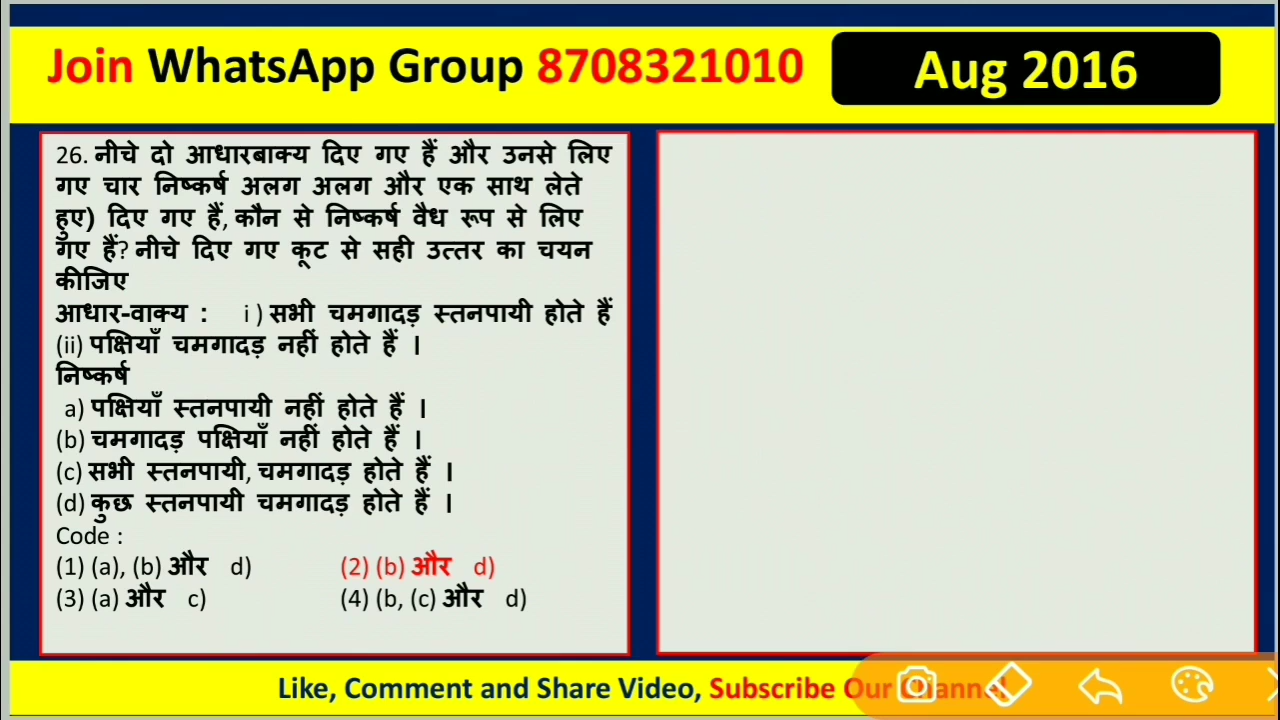 Join WhatsApp Group 8708321010
Aug 2016
26. नीचे दो आधारबाक्य दिए गए हैं और उनसे लिए
गए चार निष्कर्ष अलग अलग और एक साथ लेते
हुए) दिए गए हैं, कौन से निष्कर्ष वैध रूप से लिए
गए हैं? नीचे दिए गए कूट से सही उत्तर का चयन
कीजिए
आधार-वाक्य : i ) सभी चमगादड़ स्तनपायी होते हैं
(ii) पक्षियाँ चमगादड़ नहीं होते हैं ।
निष्कर्ष
a) पक्षियाँ स्तनपायी नहीं होते हैं ।
(b) चमगादड़ पक्षियाँ नहीं होते हैं ।
(c) सभी स्तनपायी, चमगादड़ होते हैं ।
(d) कुछ स्तनपायी चमगादड़ होते हैं ।
Code :
(1) (a), (b) और d) (2) (b) और d)
(3) (a) और c) (4) (b, (c) और d)
Like, Comment and Share Video, Subscribe Our Channel